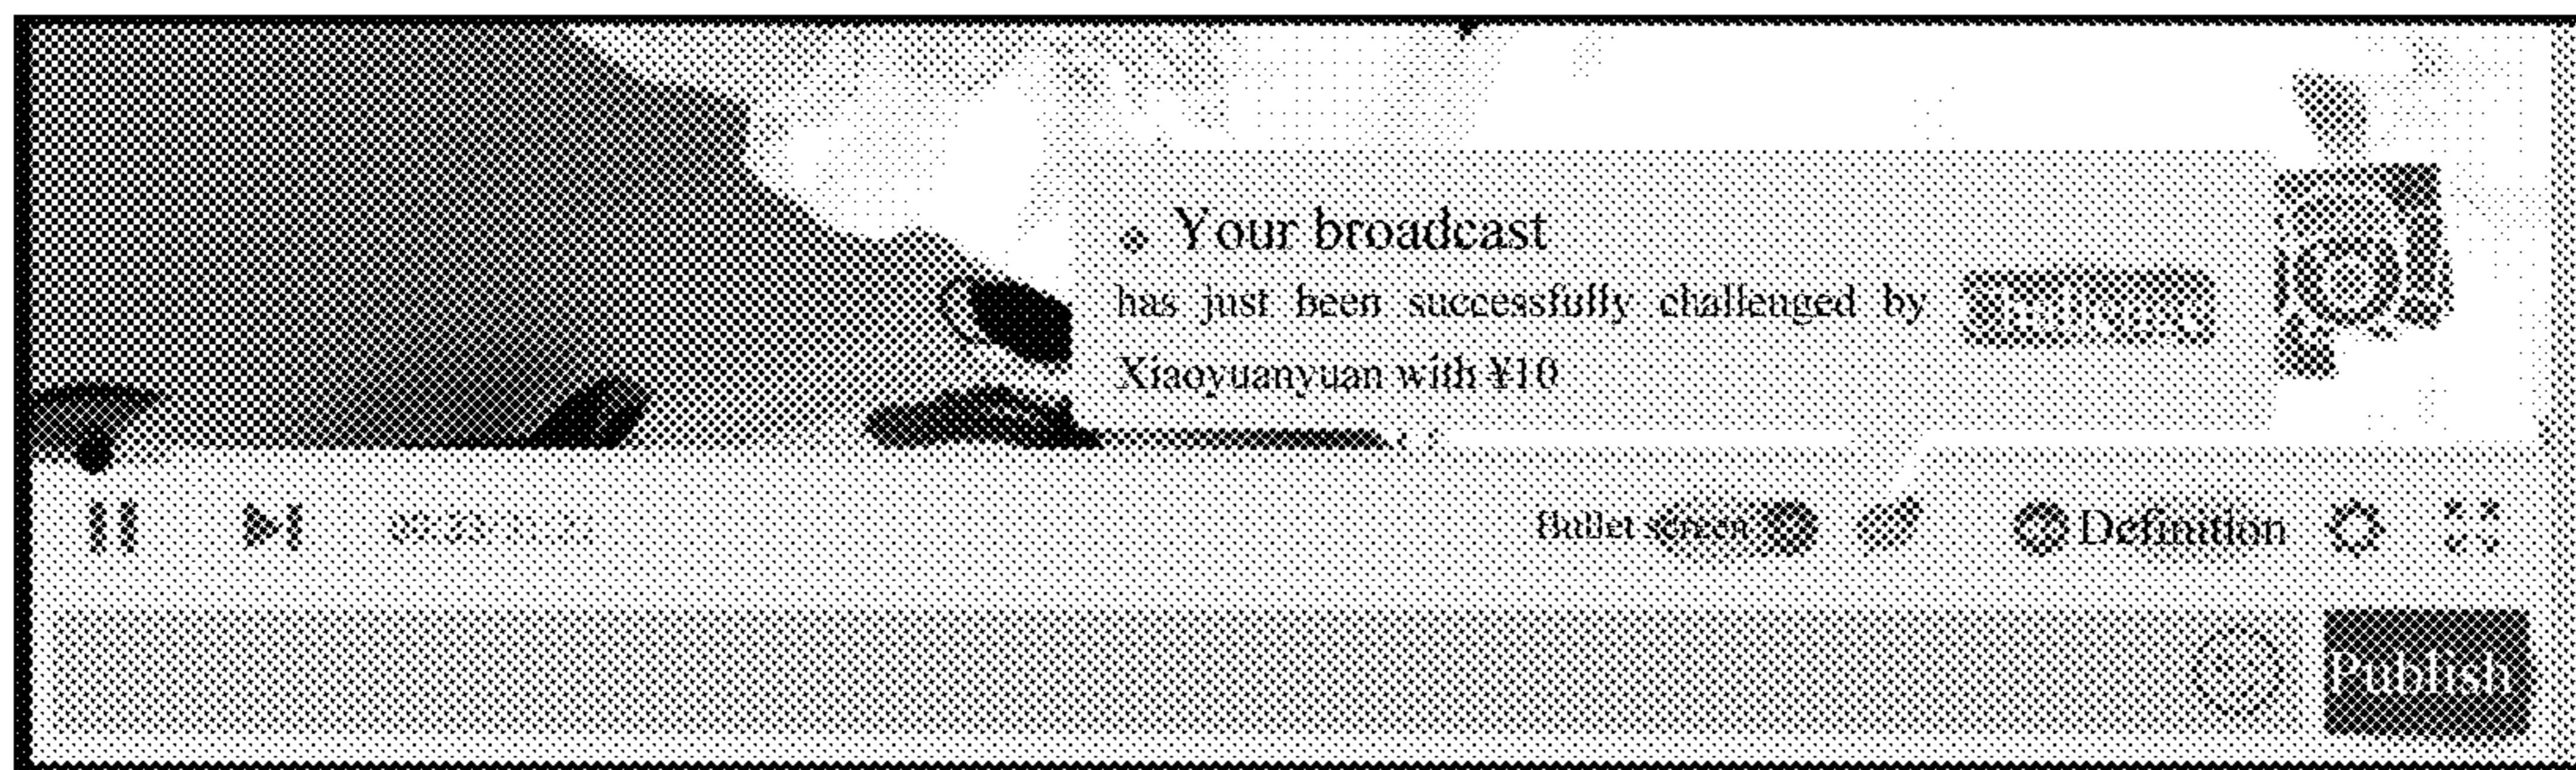 Your broadcast
has just been successfully challenged by
Xiaoyuanyuan with ¥10
Bullet screen
Definition
Publish